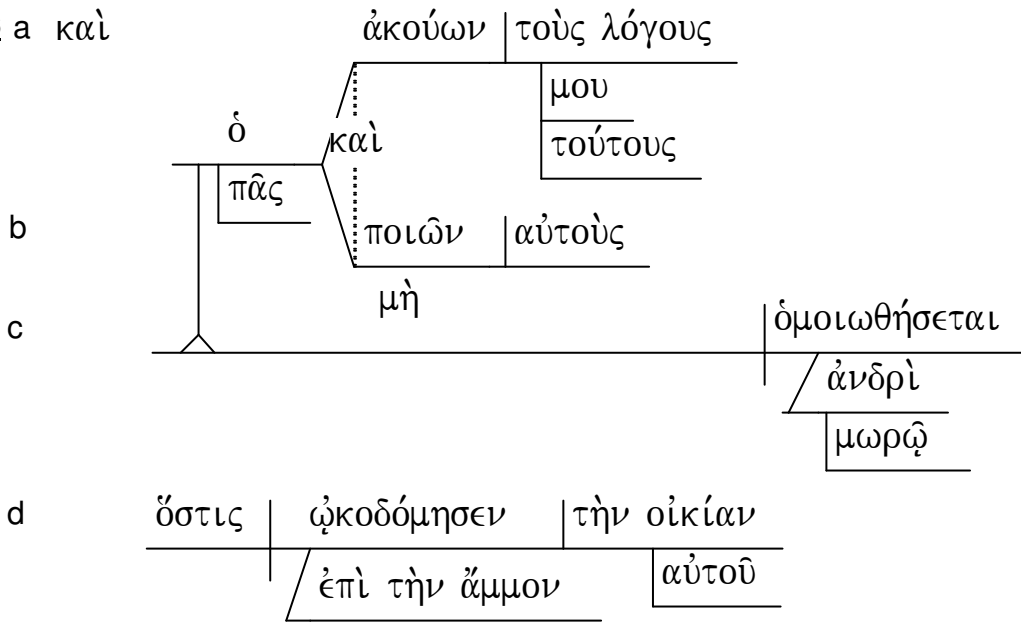 a καὶ ἀκούων τοὺς λόγους
μου
ὁ καὶ τούτους
πᾶς
b ποιῶν αὐτοὺς
μὴ
c ὁμοιωθήσεται
ἀνδρὶ
μωρῷ
d ὅστις ᾠκοδόμησεν τὴν οἰκίαν
ἐπὶ τὴν ἄμμον αὐτοῦ